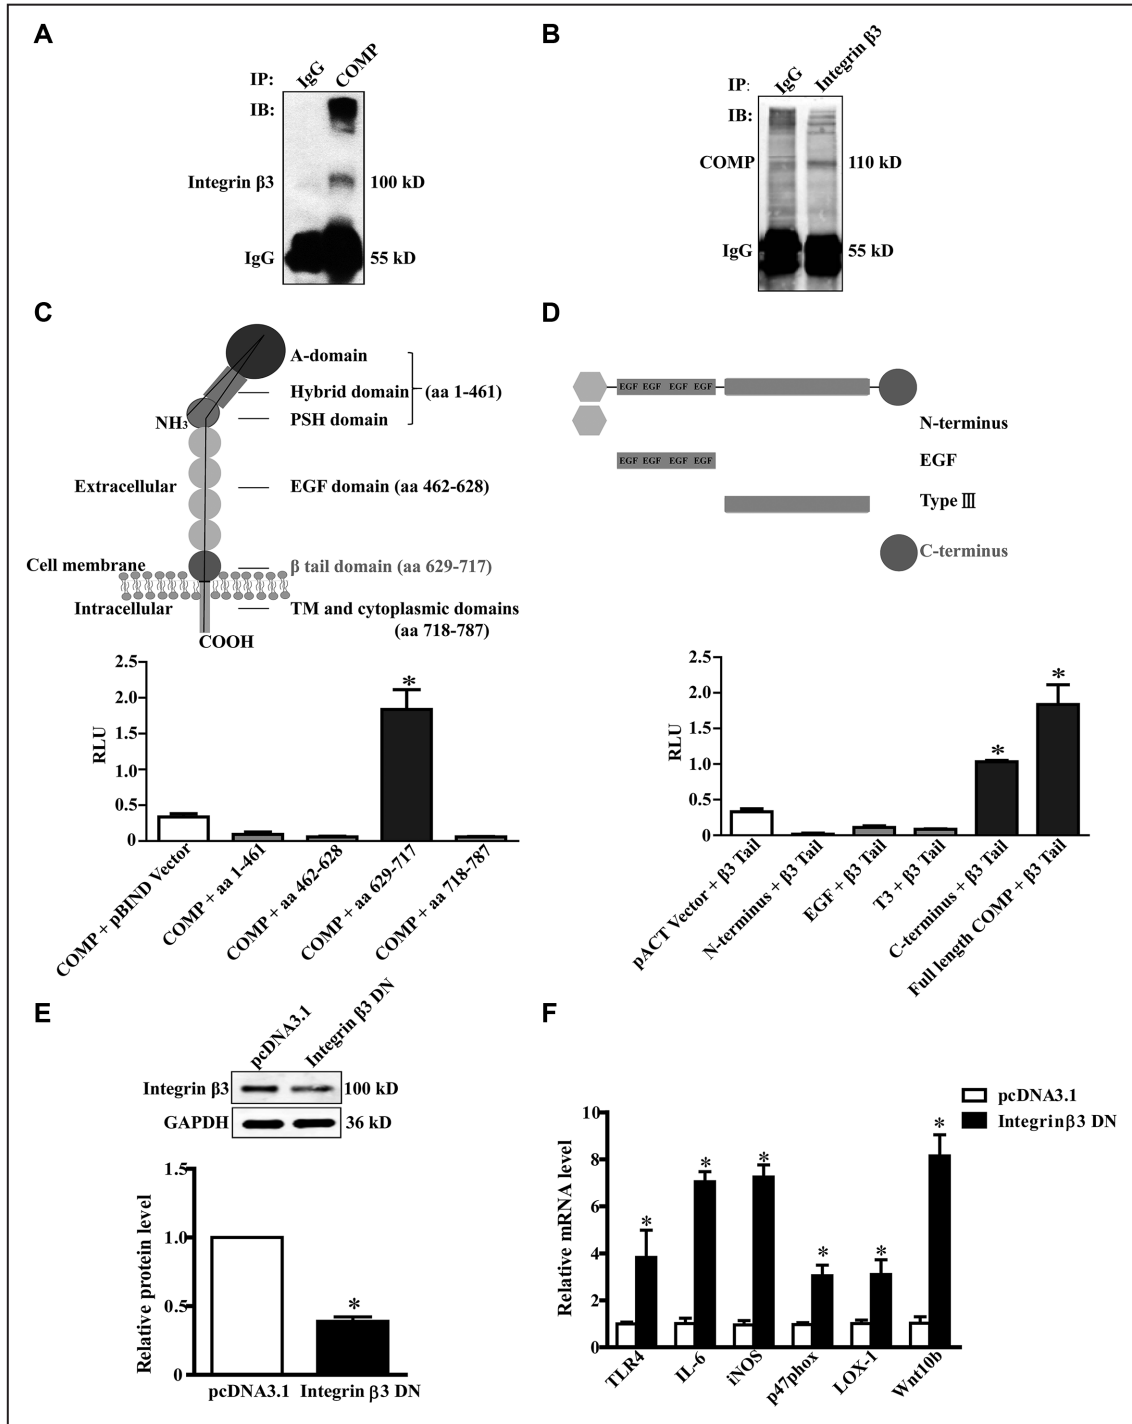 A
IP: IgG COMP
IB:
Integrin β3 100 kD
IgG 55 kD
B
IP: IgG Integrin β3
IB:
COMP 110 kD
IgG 55 kD
C
A-domain
Hybrid domain (aa 1-461)
NH3 PSH domain
Extracellular EGF domain (aa 462-628)
Cell membrane β tail domain (aa 629-717)
Intracellular TM and cytoplasmic domains
(aa 718-787)
COOH
2.5
2.0
1.5
1.0
0.5
0
RLU
*
COMP + pBIND Vector
COMP + aa 1-461
COMP + aa 462-628
COMP + aa 629-717
COMP + aa 718-787
D
EGF EGF EGF EGF
N-terminus
EGF EGF EGF EGF EGF
Type III
C-terminus
2.5
2.0
1.5
1.0
0.5
0
RLU
*
*
pACT Vector + β3 Tail
N-terminus + β3 Tail
EGF + β3 Tail
T3 + β3 Tail
C-terminus + β3 Tail
Full length COMP + β3 Tail
E
pcDNA3.1 Integrin β3 DN
Integrin β3 100 kD
GAPDH 36 kD
1.5
1.0
0.5
0
Relative protein level
*
pcDNA3.1 Integrin β3 DN
F
pcDNA3.1
Integrinβ3 DN
10
8
6
4
2
0
Relative mRNA level
* * * * * *
TLR4
IL-6
iNOS
p47phox
LOX-1
Wnt10b